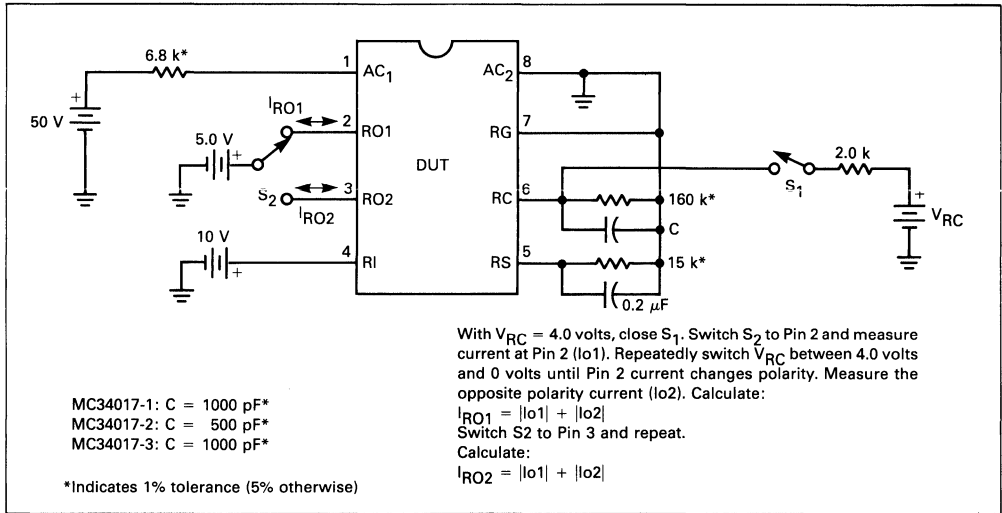 6.8 k*
50 V
+
1
AC1
AC2
8
IRO1
2
RO1
5.0 V
+
S2
3
RO2
IRO2
10 V
+
4
RI
DUT
RG
7
RC
6
160 k*
C
RS
5
15 k*
0.2 μF
S1
2.0 k
+
VRC
With VRC = 4.0 volts, close S1. Switch S2 to Pin 2 and measure
current at Pin 2 (Io1). Repeatedly switch VRC between 4.0 volts
and 0 volts until Pin 2 current changes polarity. Measure the
opposite polarity current (Io2). Calculate:
IRO1 = |Io1| + |Io2|
Switch S2 to Pin 3 and repeat.
Calculate:
IRO2 = |Io1| + |Io2|
MC34017-1: C = 1000 pF*
MC34017-2: C = 500 pF*
MC34017-3: C = 1000 pF*
*Indicates 1% tolerance (5% otherwise)